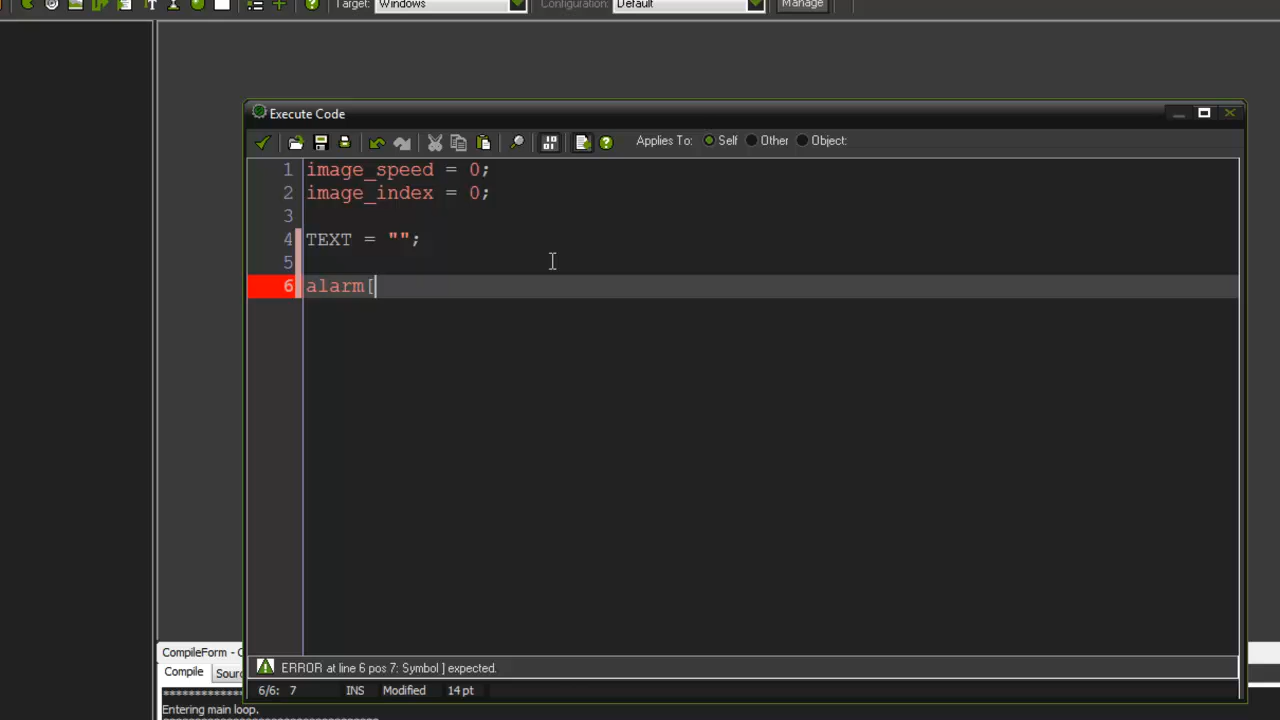 Target: Windows Configuration: Default Manage
Execute Code
Applies To: Self Other Object:
1 image_speed = 0;
2 image_index = 0;
3
4 TEXT = "";
5
6 alarm[
CompileForm - C
ERROR at line 6 pos 7: Symbol ] expected.
Compile Sourc
6/6: 7 INS Modified 14 pt
Entering main loop.